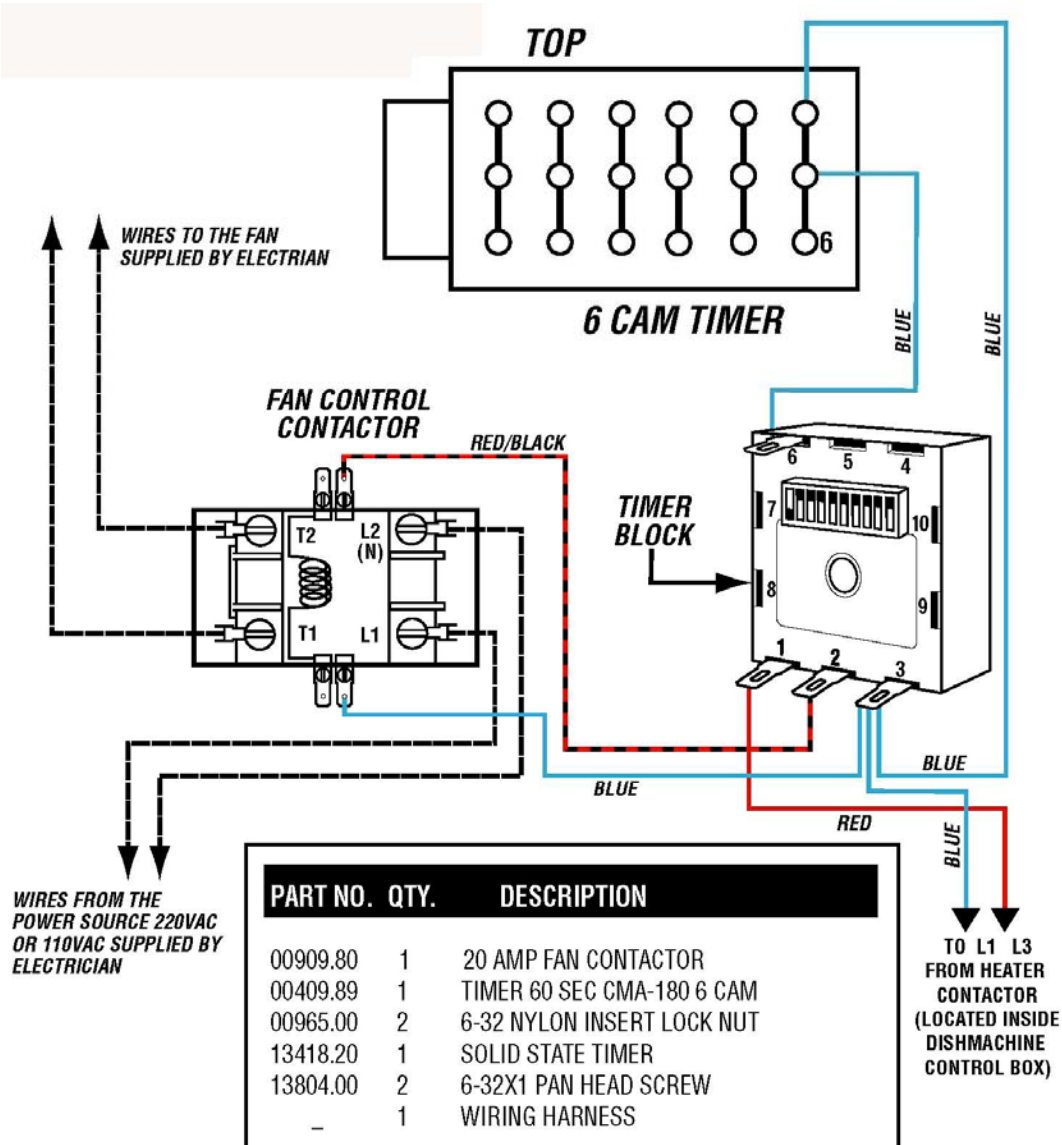 TOP
6
6 CAM TIMER
WIRES TO THE FAN
SUPPLIED BY ELECTRIAN
BLUE
BLUE
FAN CONTROL
CONTACTOR
RED/BLACK
T2
L2
(N)
T1
L1
TIMER
BLOCK
6
5
4
7
10
8
9
1
2
3
BLUE
BLUE
RED
BLUE
WIRES FROM THE
POWER SOURCE 220VAC
OR 110VAC SUPPLIED BY
ELECTRICIAN
TO L1 L3
FROM HEATER
CONTACTOR
(LOCATED INSIDE
DISHMACHINE
CONTROL BOX)
PART NO. QTY. DESCRIPTION
00909.80 1 20 AMP FAN CONTACTOR
00409.89 1 TIMER 60 SEC CMA-180 6 CAM
00965.00 2 6-32 NYLON INSERT LOCK NUT
13418.20 1 SOLID STATE TIMER
13804.00 2 6-32X1 PAN HEAD SCREW
_ 1 WIRING HARNESS